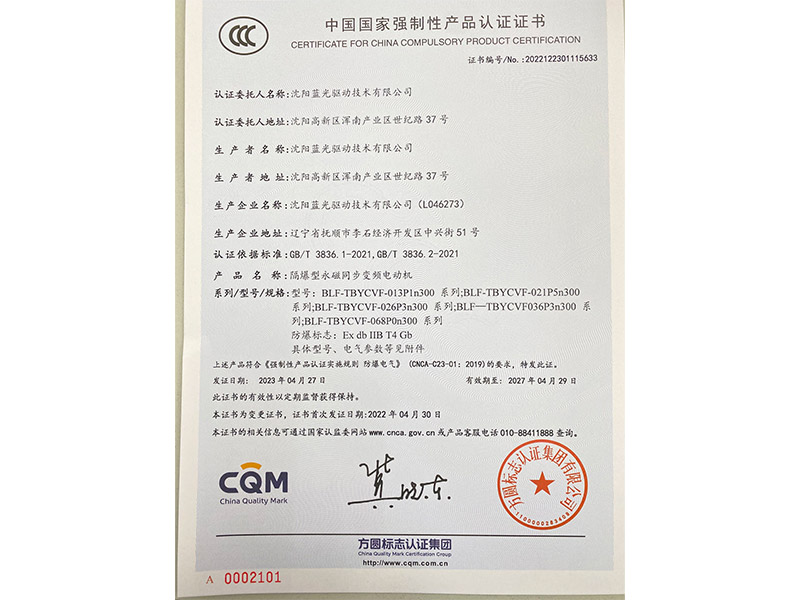 CCC
中国国家强制性产品认证证书
CERTIFICATE FOR CHINA COMPULSORY PRODUCT CERTIFICATION
证书编号/No.:2022122301115633
认证委托人名称:沈阳蓝光驱动技术有限公司
认证委托人地址:沈阳高新区浑南产业区世纪路 37 号
生 产 者 名 称:沈阳蓝光驱动技术有限公司
生 产 者 地 址:沈阳高新区浑南产业区世纪路 37 号
生产企业名称:沈阳蓝光驱动技术有限公司（L046273）
生产企业地址:辽宁省抚顺市李石经济开发区中兴街 51 号
认证依据标准:GB/T 3836.1-2021,GB/T 3836.2-2021
产 品 名 称:隔爆型永磁同步变频电动机
系列/型号/规格:型号：BLF-TBYCVF-013P1n300 系列;BLF-TBYCVF-021P5n300
系列;BLF-TBYCVF-026P3n300 系列;BLF—TBYCVF036P3n300 系
列;BLF-TBYCVF-068P0n300 系列
防爆标志：Ex db IIB T4 Gb
具体型号、电气参数等见附件
上述产品符合《强制性产品认证实施规则 防爆电气》（CNCA-C23-01：2019)的要求，特发此证。
发证日期： 2023 年 04 月 27 日 有效期至：2027 年 04 月 29 日
此证书的有效性以定期监督获得保持。
本证书为变更证书，证书首次发证日期:2022 年 04 月 30 日
本证书的相关信息可通过国家认监委网站 www.cnca.gov.cn 或产品客服电话 010-88411888 查询。
CQM
China Quality Mark
方圆标志认证集团有限公司
方圆标志认证集团
China Quality Mark Certification Group
http://www.cqm.com.cn
A 0002101